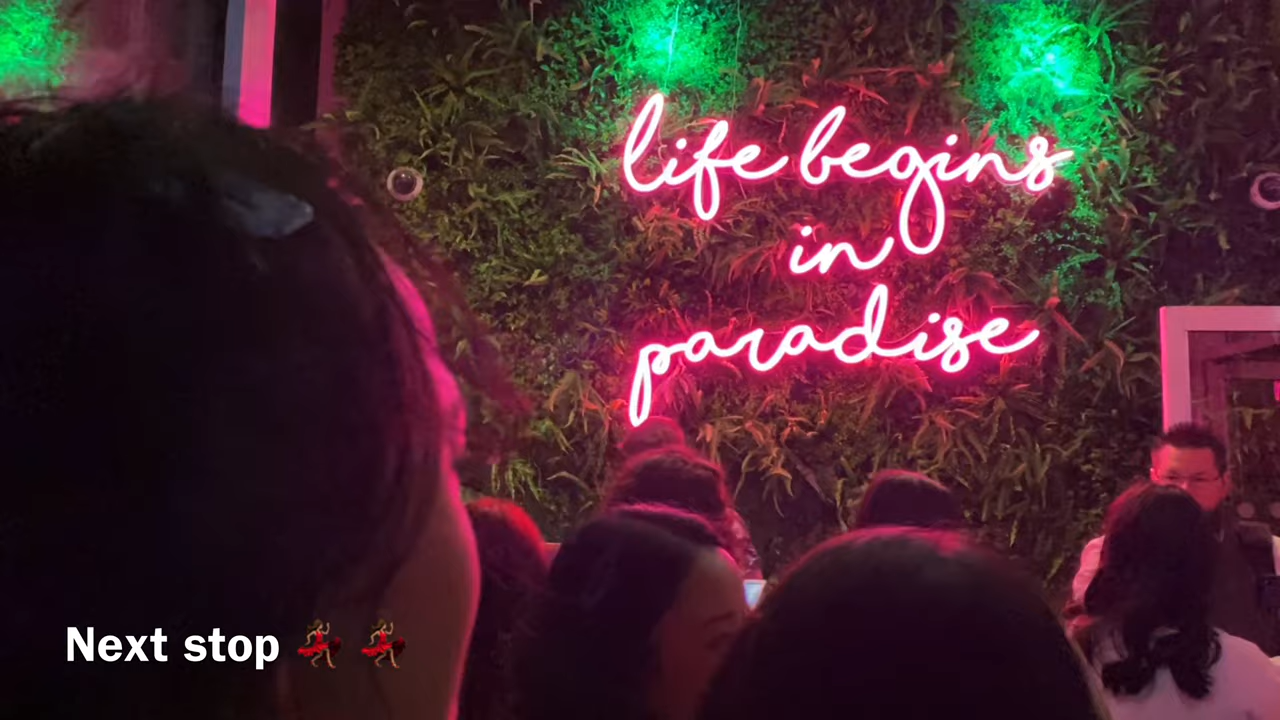 life begins
in
paradise
Next stop 💃 💃